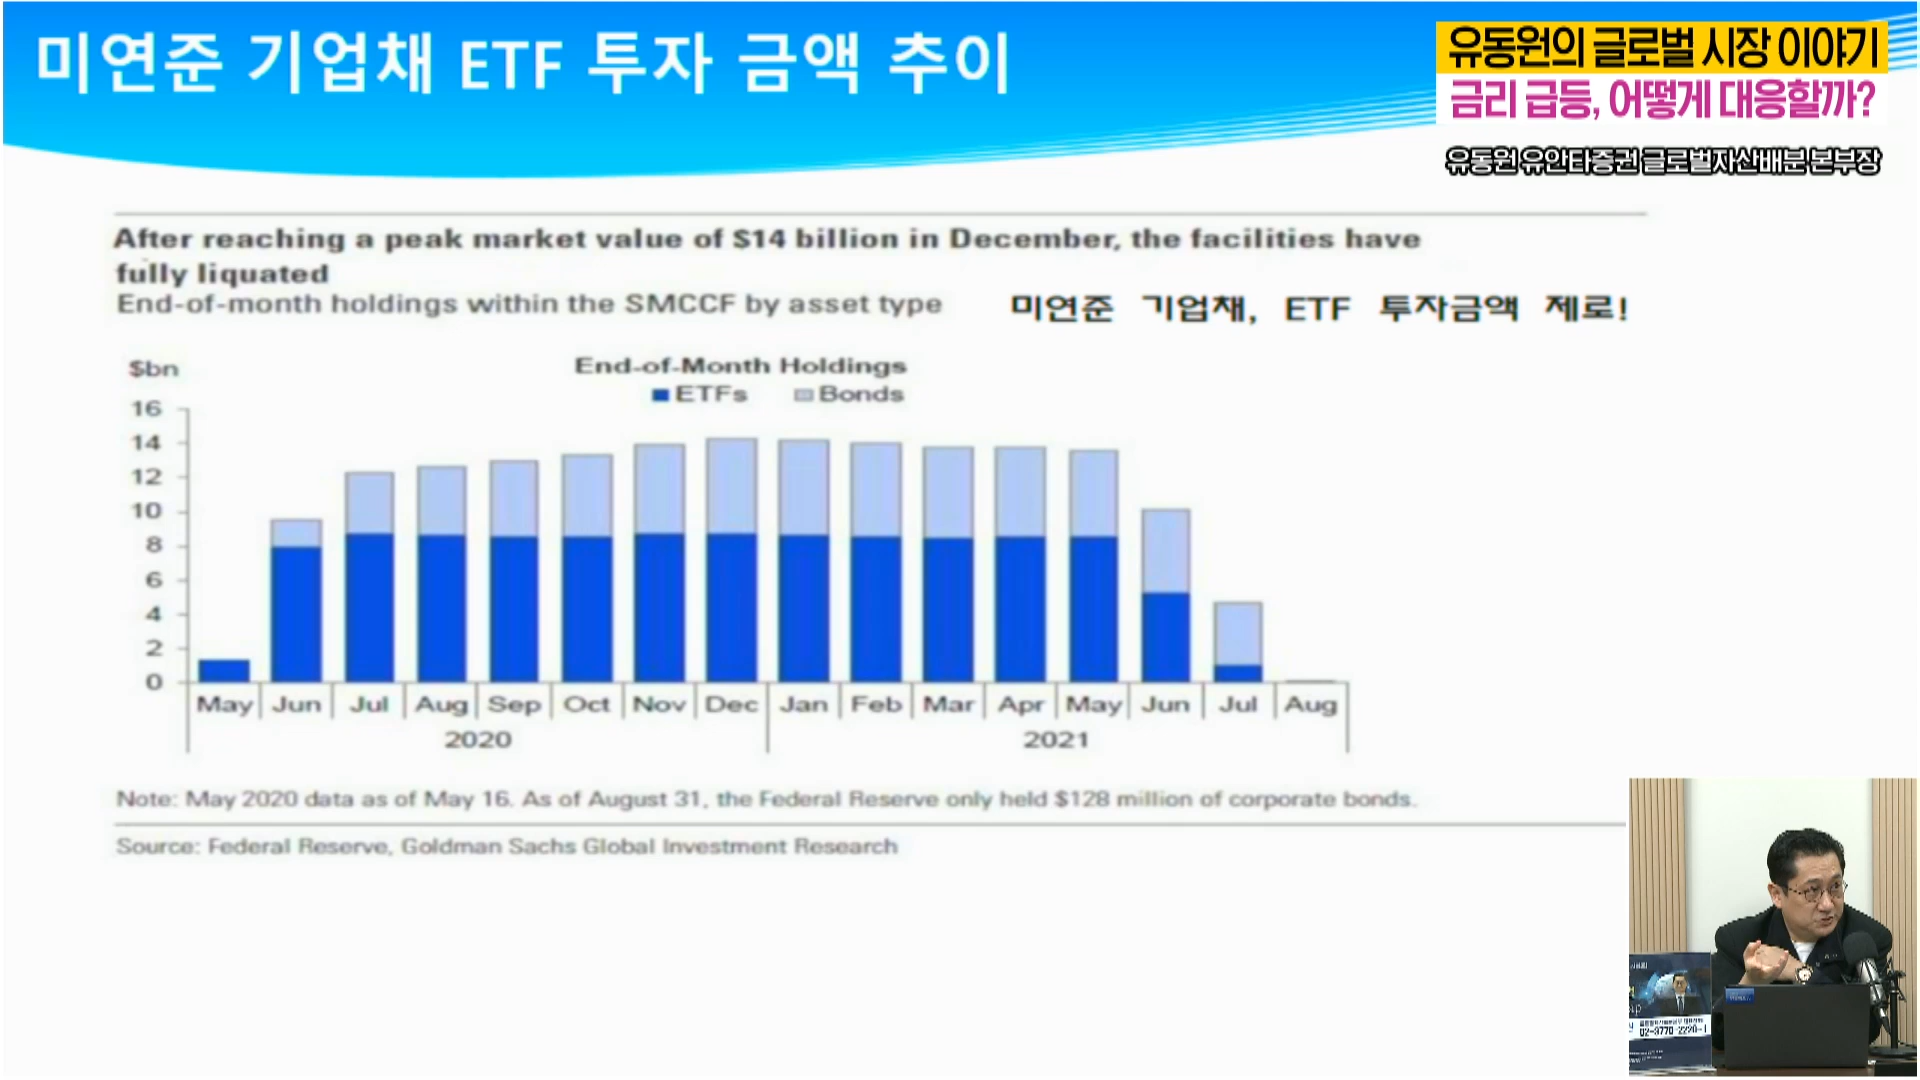 미연준 기업채 ETF 투자 금액 추이
유동원의 글로벌 시장 이야기
금리 급등, 어떻게 대응할까?
유동원 유안타증권 글로벌자산배분 본부장
After reaching a peak market value of $14 billion in December, the facilities have
fully liquated
End-of-month holdings within the SMCCF by asset type
미연준 기업채, ETF 투자금액 제로!
$bn
End-of-Month Holdings
ETFs Bonds
16
14
12
10
8
6
4
2
0
May Jun Jul Aug Sep Oct Nov Dec Jan Feb Mar Apr May Jun Jul Aug
2020 2021
Note: May 2020 data as of May 16. As of August 31, the Federal Reserve only held $128 million of corporate bonds.
Source: Federal Reserve, Goldman Sachs Global Investment Research
02-3770-2220~1